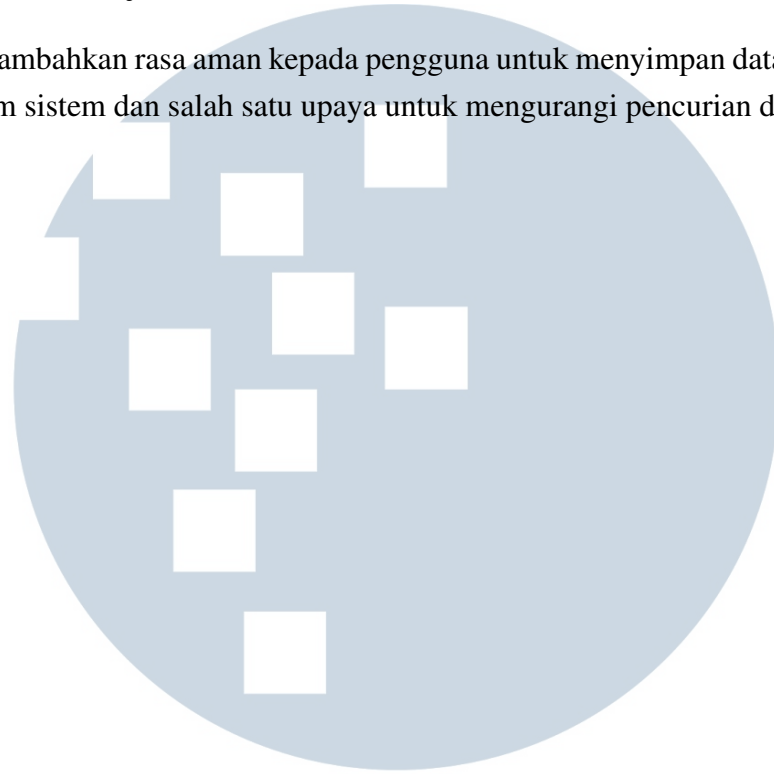 ambahkan rasa aman kepada pengguna untuk menyimpan data
m sistem dan salah satu upaya untuk mengurangi pencurian d